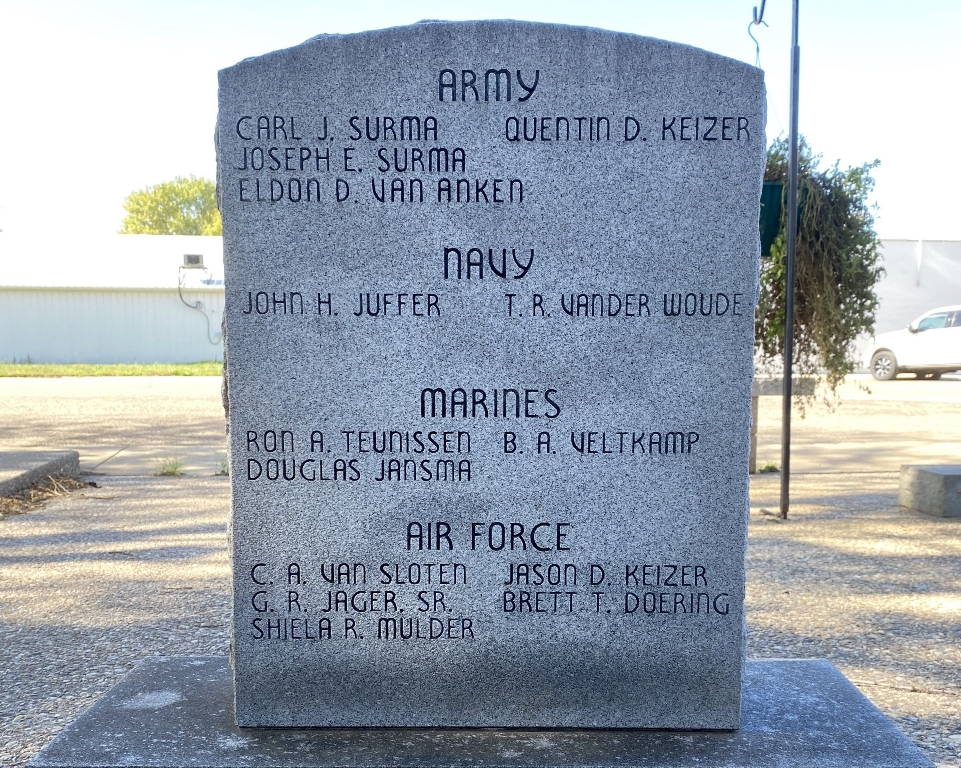 ARMY
CARL J. SURMA QUENTIN D. KEIZER
JOSEPH E. SURMA
ELDON D. VAN ANKEN
NAVY
JOHN H. JUFFER T. R. VANDER WOUDE
MARINES
RON A. TEUNISSEN B. A. VELTKAMP
DOUGLAS JANSMA
AIR FORCE
C. A. VAN SLOTEN JASON D. KEIZER
G. R. JAGER. SR. BRETT T. DOERING
SHIELA R. MULDER